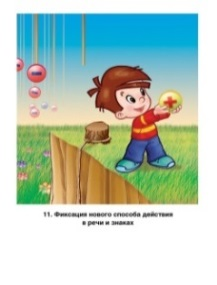 11. Фиксация нового способа действия
в речи и знаках